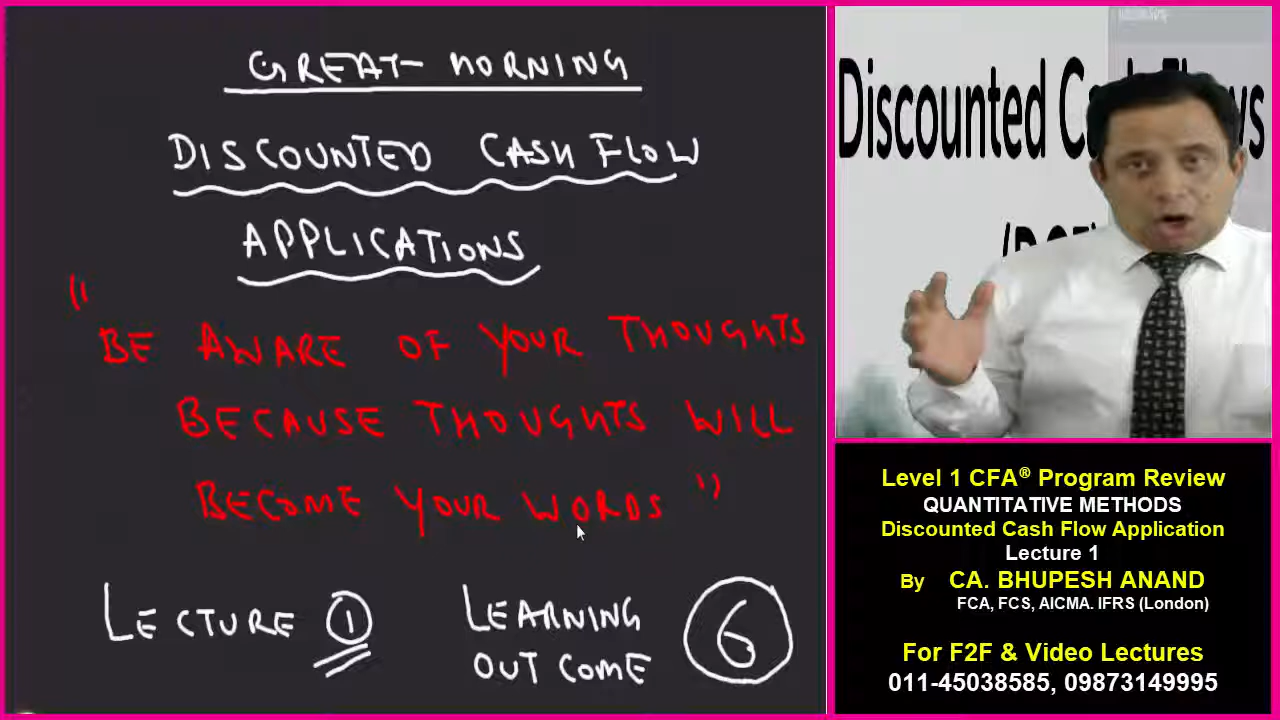 GREAT- MORNING
DISCOUNTED CASH FLOW
APPLICATIONS
"BE AWARE OF YOUR THOUGHTS
BECAUSE THOUGHTS WILL
BECOME YOUR WORDS"
LECTURE 1
LEARNING
OUT COME
6
Discounted Cash Flows
Level 1 CFA® Program Review
QUANTITATIVE METHODS
Discounted Cash Flow Application
Lecture 1
By CA. BHUPESH ANAND
FCA, FCS, AICMA. IFRS (London)
For F2F & Video Lectures
011-45038585, 09873149995